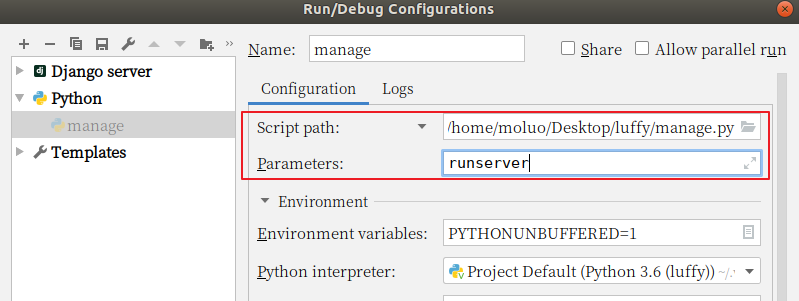 Run/Debug Configurations
Name: manage Share Allow parallel run
Django server
Python
manage
Templates
Configuration Logs
Script path: /home/moluo/Desktop/luffy/manage.py
Parameters: runserver
Environment
Environment variables: PYTHONUNBUFFERED=1
Python interpreter: Project Default (Python 3.6 (luffy)) ~/.